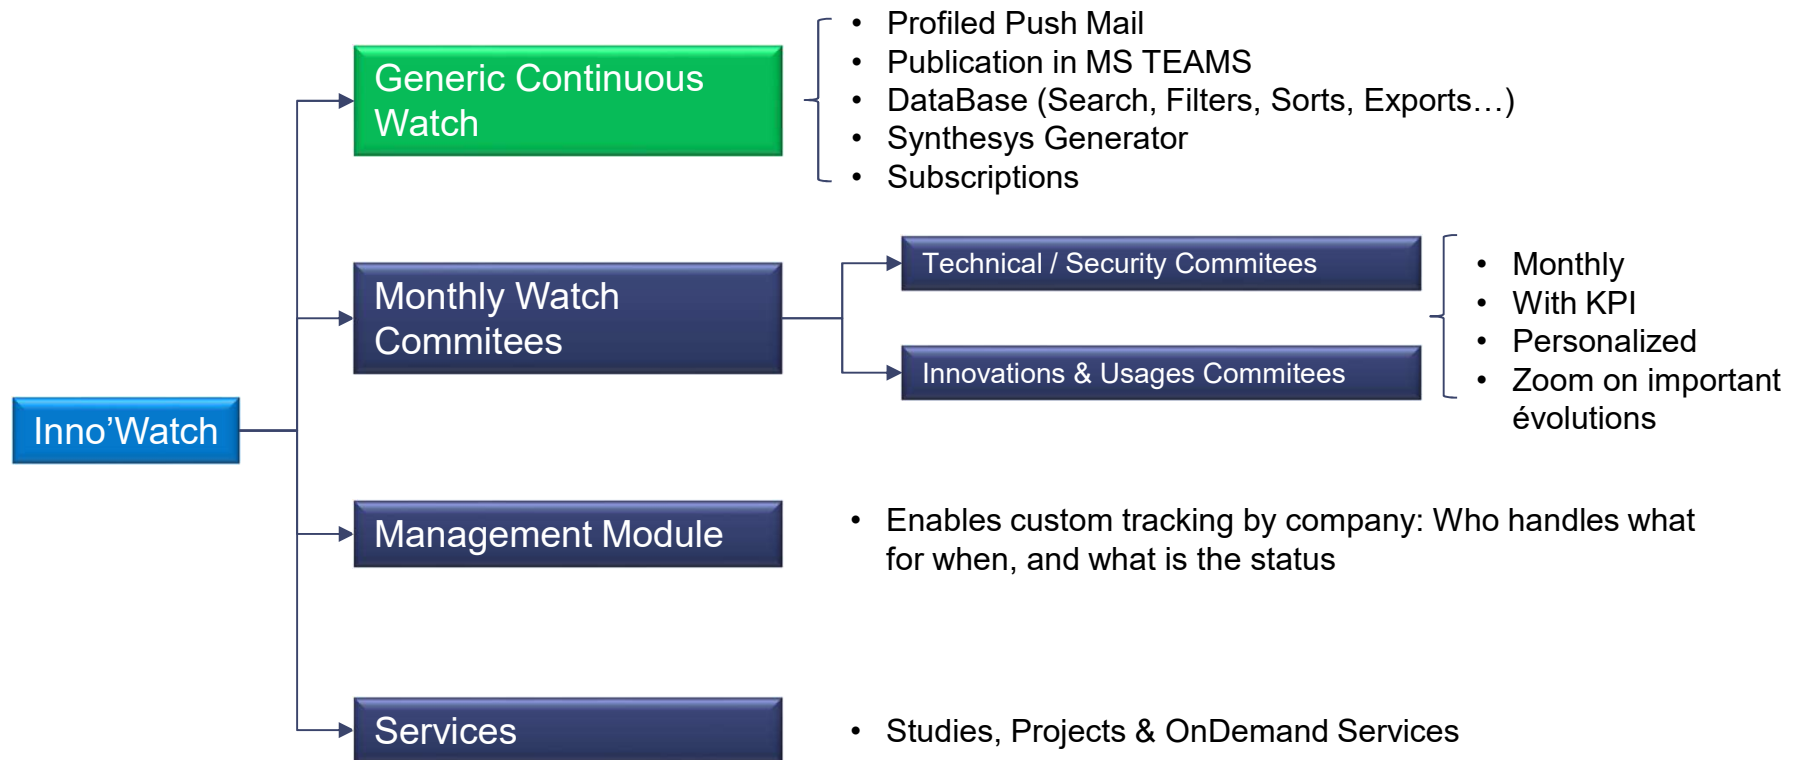 • Profiled Push Mail
• Publication in MS TEAMS
• DataBase (Search, Filters, Sorts, Exports…)
• Synthesys Generator
• Subscriptions
Generic Continuous
Watch
Monthly Watch
Commitees
Technical / Security Commitees
Innovations & Usages Commitees
• Monthly
• With KPI
• Personalized
• Zoom on important
évolutions
Inno’Watch
Management Module
• Enables custom tracking by company: Who handles what
for when, and what is the status
Services
• Studies, Projects & OnDemand Services